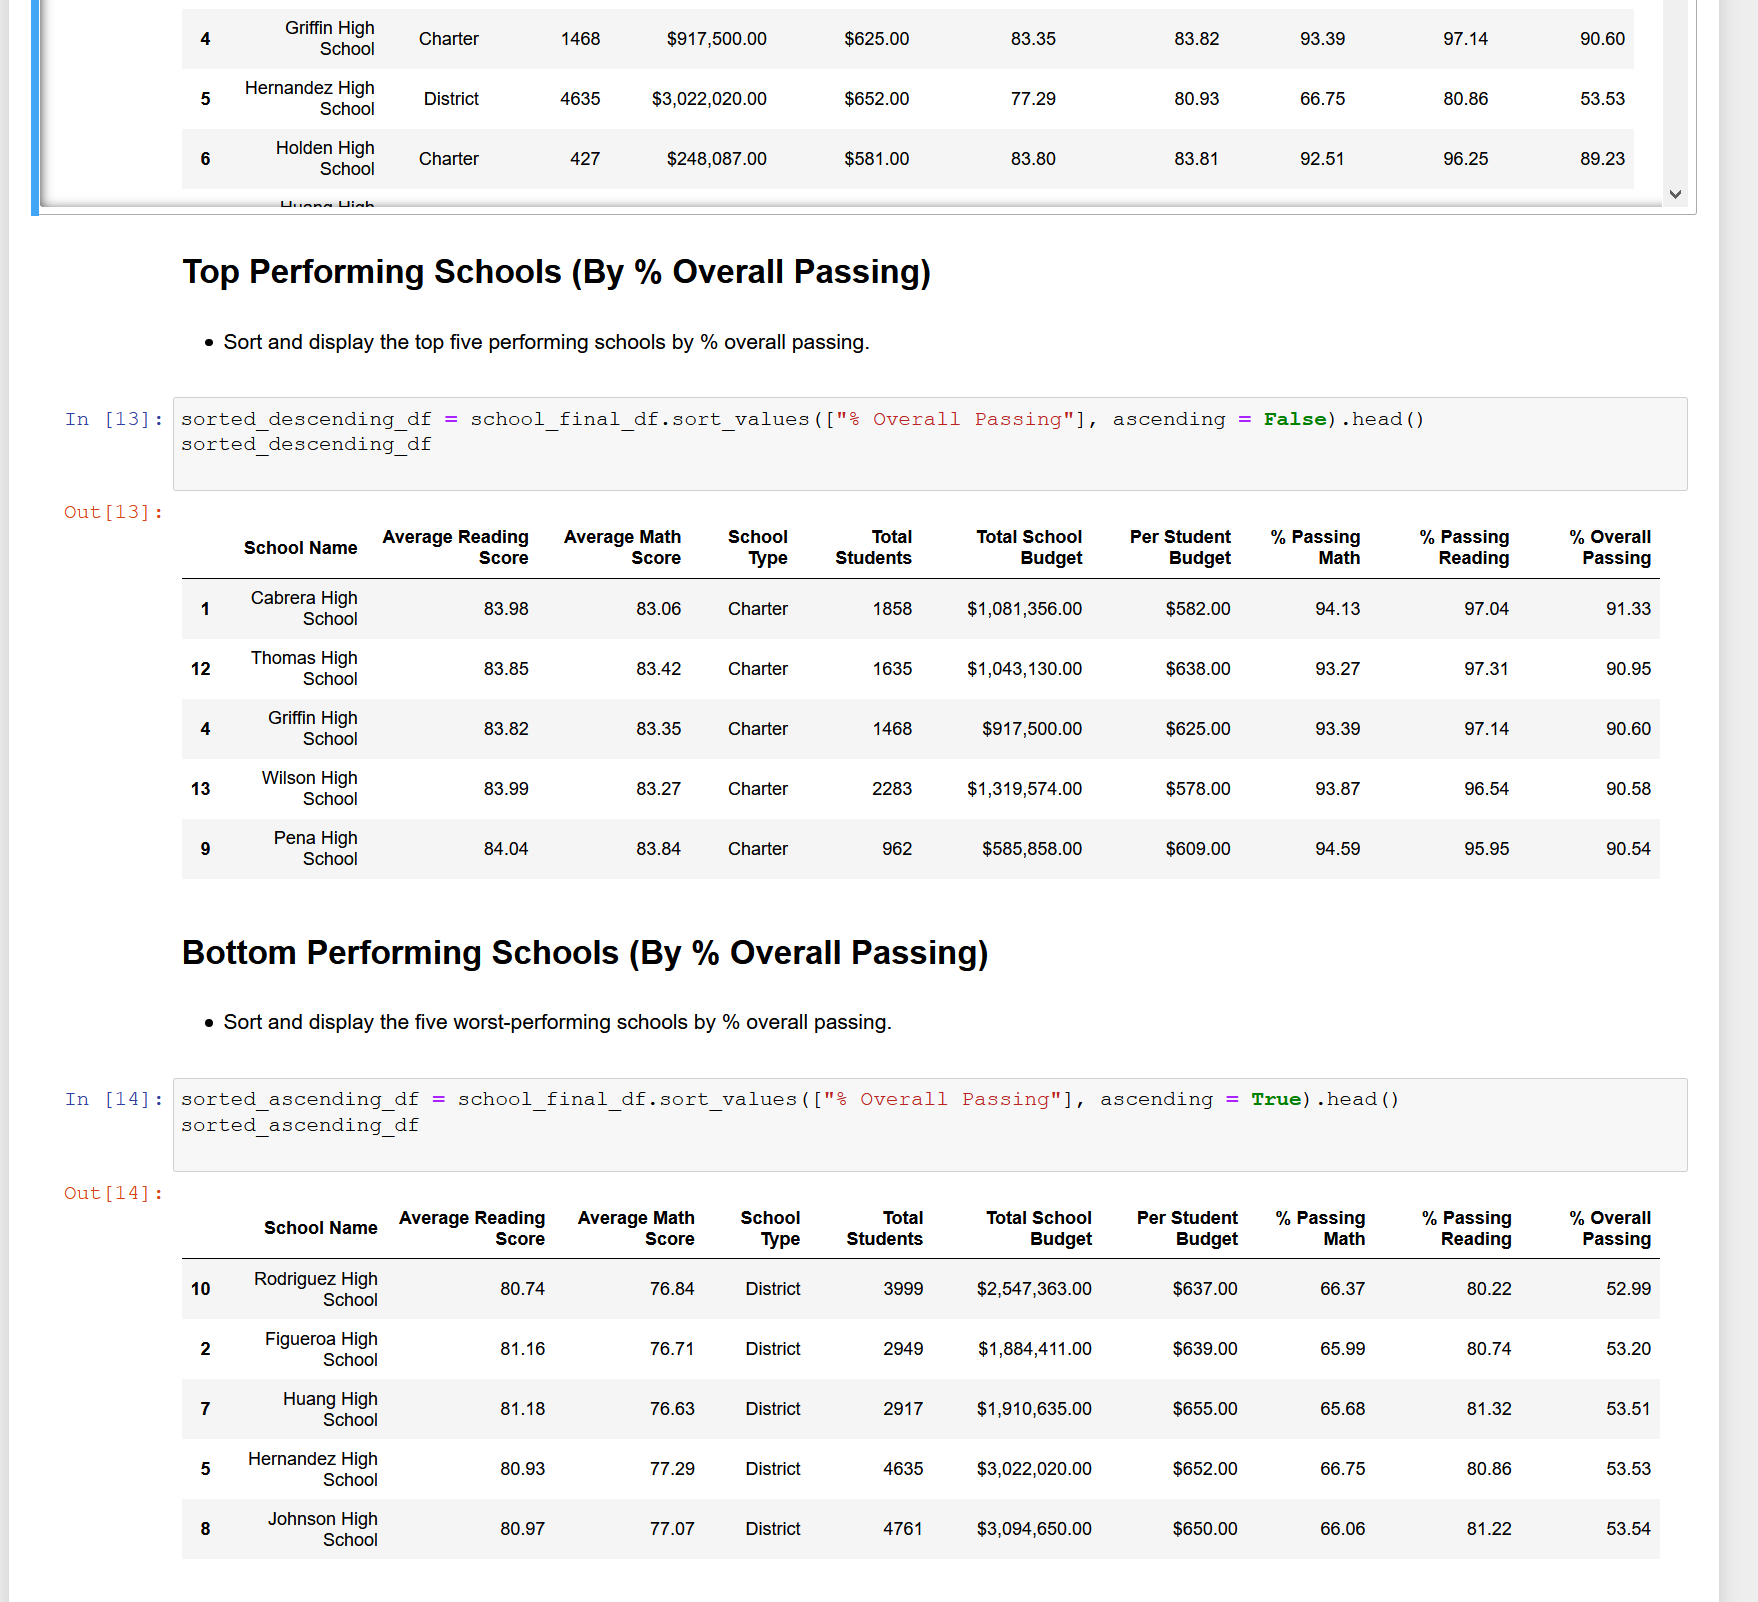 4 Griffin High School Charter 1468 $917,500.00 $625.00 83.35 83.82 93.39 97.14 90.60
5 Hernandez High School District 4635 $3,022,020.00 $652.00 77.29 80.93 66.75 80.86 53.53
6 Holden High School Charter 427 $248,087.00 $581.00 83.80 83.81 92.51 96.25 89.23
Huang High
Top Performing Schools (By % Overall Passing)
• Sort and display the top five performing schools by % overall passing.
In [13]: sorted_descending_df = school_final_df.sort_values(["% Overall Passing"], ascending = False).head()
sorted_descending_df
Out[13]:
School Name Average Reading Score Average Math Score School Type Total Students Total School Budget Per Student Budget % Passing Math % Passing Reading % Overall Passing
1 Cabrera High School 83.98 83.06 Charter 1858 $1,081,356.00 $582.00 94.13 97.04 91.33
12 Thomas High School 83.85 83.42 Charter 1635 $1,043,130.00 $638.00 93.27 97.31 90.95
4 Griffin High School 83.82 83.35 Charter 1468 $917,500.00 $625.00 93.39 97.14 90.60
13 Wilson High School 83.99 83.27 Charter 2283 $1,319,574.00 $578.00 93.87 96.54 90.58
9 Pena High School 84.04 83.84 Charter 962 $585,858.00 $609.00 94.59 95.95 90.54
Bottom Performing Schools (By % Overall Passing)
• Sort and display the five worst-performing schools by % overall passing.
In [14]: sorted_ascending_df = school_final_df.sort_values(["% Overall Passing"], ascending = True).head()
sorted_ascending_df
Out[14]:
School Name Average Reading Score Average Math Score School Type Total Students Total School Budget Per Student Budget % Passing Math % Passing Reading % Overall Passing
10 Rodriguez High School 80.74 76.84 District 3999 $2,547,363.00 $637.00 66.37 80.22 52.99
2 Figueroa High School 81.16 76.71 District 2949 $1,884,411.00 $639.00 65.99 80.74 53.20
7 Huang High School 81.18 76.63 District 2917 $1,910,635.00 $655.00 65.68 81.32 53.51
5 Hernandez High School 80.93 77.29 District 4635 $3,022,020.00 $652.00 66.75 80.86 53.53
8 Johnson High School 80.97 77.07 District 4761 $3,094,650.00 $650.00 66.06 81.22 53.54